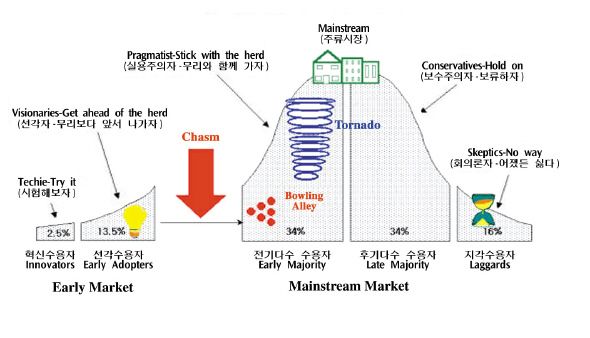 Mainstream
(주류시장)
Pragmatist-Stick with the herd
(실용주의자-무리와 함께 가자)
Conservatives-Hold on
(보수주의자-보류하자)
Visionaries-Get ahead of the herd
(선각자-무리보다 앞서 나가자)
Chasm
Tornado
Skeptics-No way
(회의론자-어쨌든 싫다)
Techie-Try it
(시험해보자)
Bowling
Alley
2.5%
13.5%
34%
34%
16%
혁신수용자
Innovators
선각수용자
Early Adopters
전기다수 수용자
Early Majority
후기다수 수용자
Late Majority
지각수용자
Laggards
Early Market
Mainstream Market